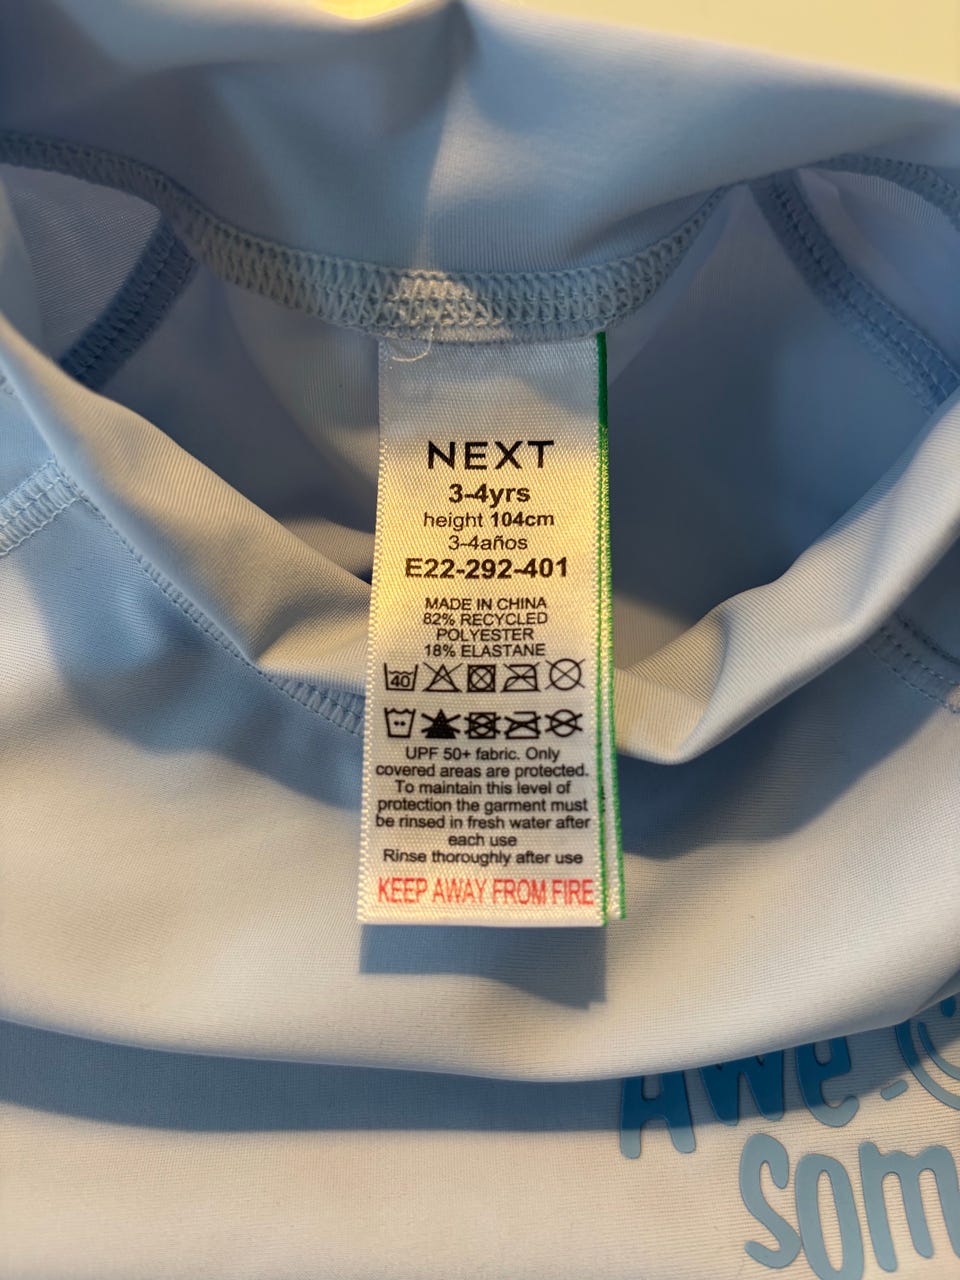 NEXT
3-4yrs
height 104cm
3-4años
E22-292-401
MADE IN CHINA
82% RECYCLED
POLYESTER
18% ELASTANE
40
UPF 50+ fabric. Only
covered areas are protected.
To maintain this level of
protection the garment must
be rinsed in fresh water after
each use
Rinse thoroughly after use
KEEP AWAY FROM FIRE
AWe-
som